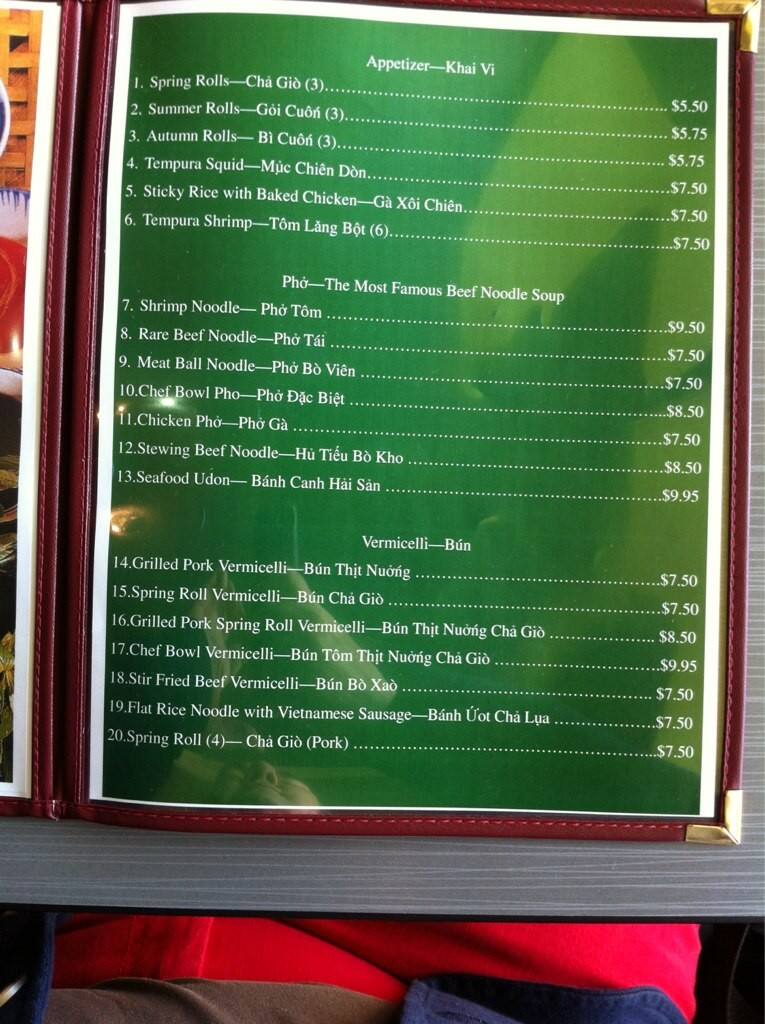 Appetizer—Khai Vi
1. Spring Rolls—Chả Giò (3)........ $5.50
2. Summer Rolls—Gỏi Cuốn (3)........ $5.75
3. Autumn Rolls— Bì Cuốn (3)........ $5.75
4. Tempura Squid—Mực Chiên Dòn........$7.50
5. Sticky Rice with Baked Chicken—Gà Xôi Chiên........$7.50
6. Tempura Shrimp—Tôm Lăng Bột (6)........$7.50
Phở—The Most Famous Beef Noodle Soup
7. Shrimp Noodle— Phở Tôm ........$9.50
8. Rare Beef Noodle—Phở Tái ........$7.50
9. Meat Ball Noodle—Phở Bò Viên ........$7.50
10.Chef Bowl Pho—Phở Đặc Biệt ........$8.50
11.Chicken Phở—Phở Gà ........$7.50
12.Stewing Beef Noodle—Hủ Tiếu Bò Kho ........$8.50
13.Seafood Udon— Bánh Canh Hải Sản ........$9.95
Vermicelli—Bún
14.Grilled Pork Vermicelli—Bún Thịt Nướng ........$7.50
15.Spring Roll Vermicelli—Bún Chả Giò ........$7.50
16.Grilled Pork Spring Roll Vermicelli—Bún Thịt Nướng Chả Giò ........ $8.50
17.Chef Bowl Vermicelli—Bún Tôm Thịt Nướng Chả Giò ........$9.95
18.Stir Fried Beef Vermicelli—Bún Bò Xaò ........$7.50
19.Flat Rice Noodle with Vietnamese Sausage—Bánh Ướt Chả Lụa ........$7.50
20.Spring Roll (4)— Chả Giò (Pork) ........$7.50